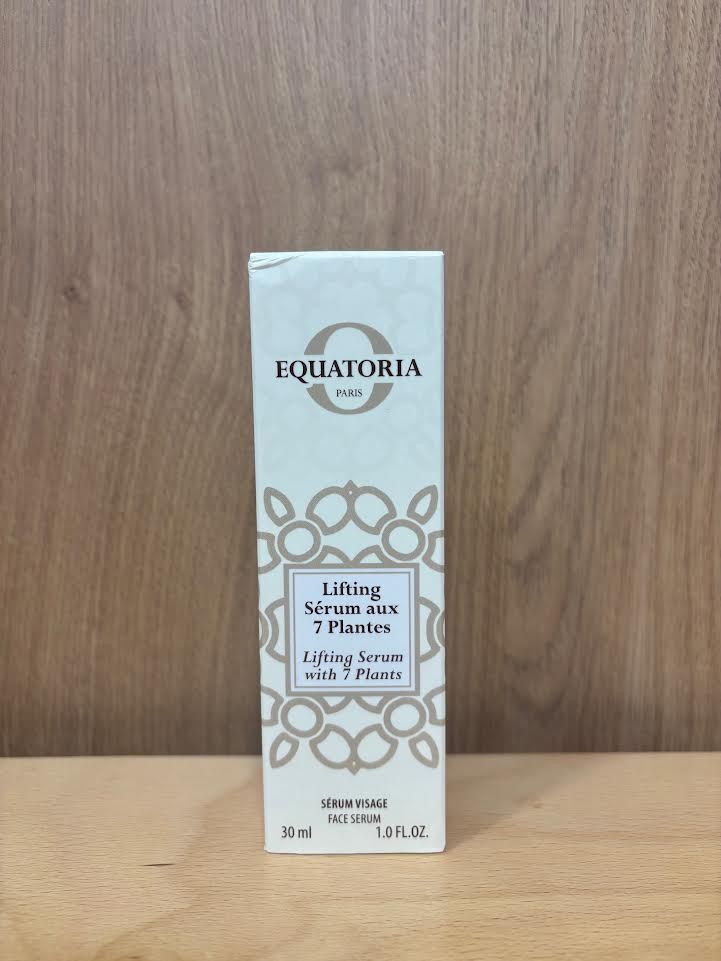 EQUATORIA
PARIS
Lifting
Sérum aux
7 Plantes
Lifting Serum
with 7 Plants
SÉRUM VISAGE
FACE SERUM
30 ml 1.0 FL.OZ.